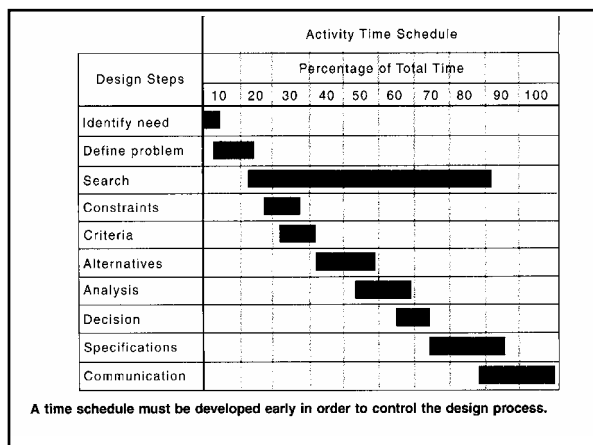 Activity Time Schedule
Design Steps
Percentage of Total Time
10 20 30 40 50 60 70 80 90 100
Identify need
Define problem
Search
Constraints
Criteria
Alternatives
Analysis
Decision
Specifications
Communication
A time schedule must be developed early in order to control the design process.